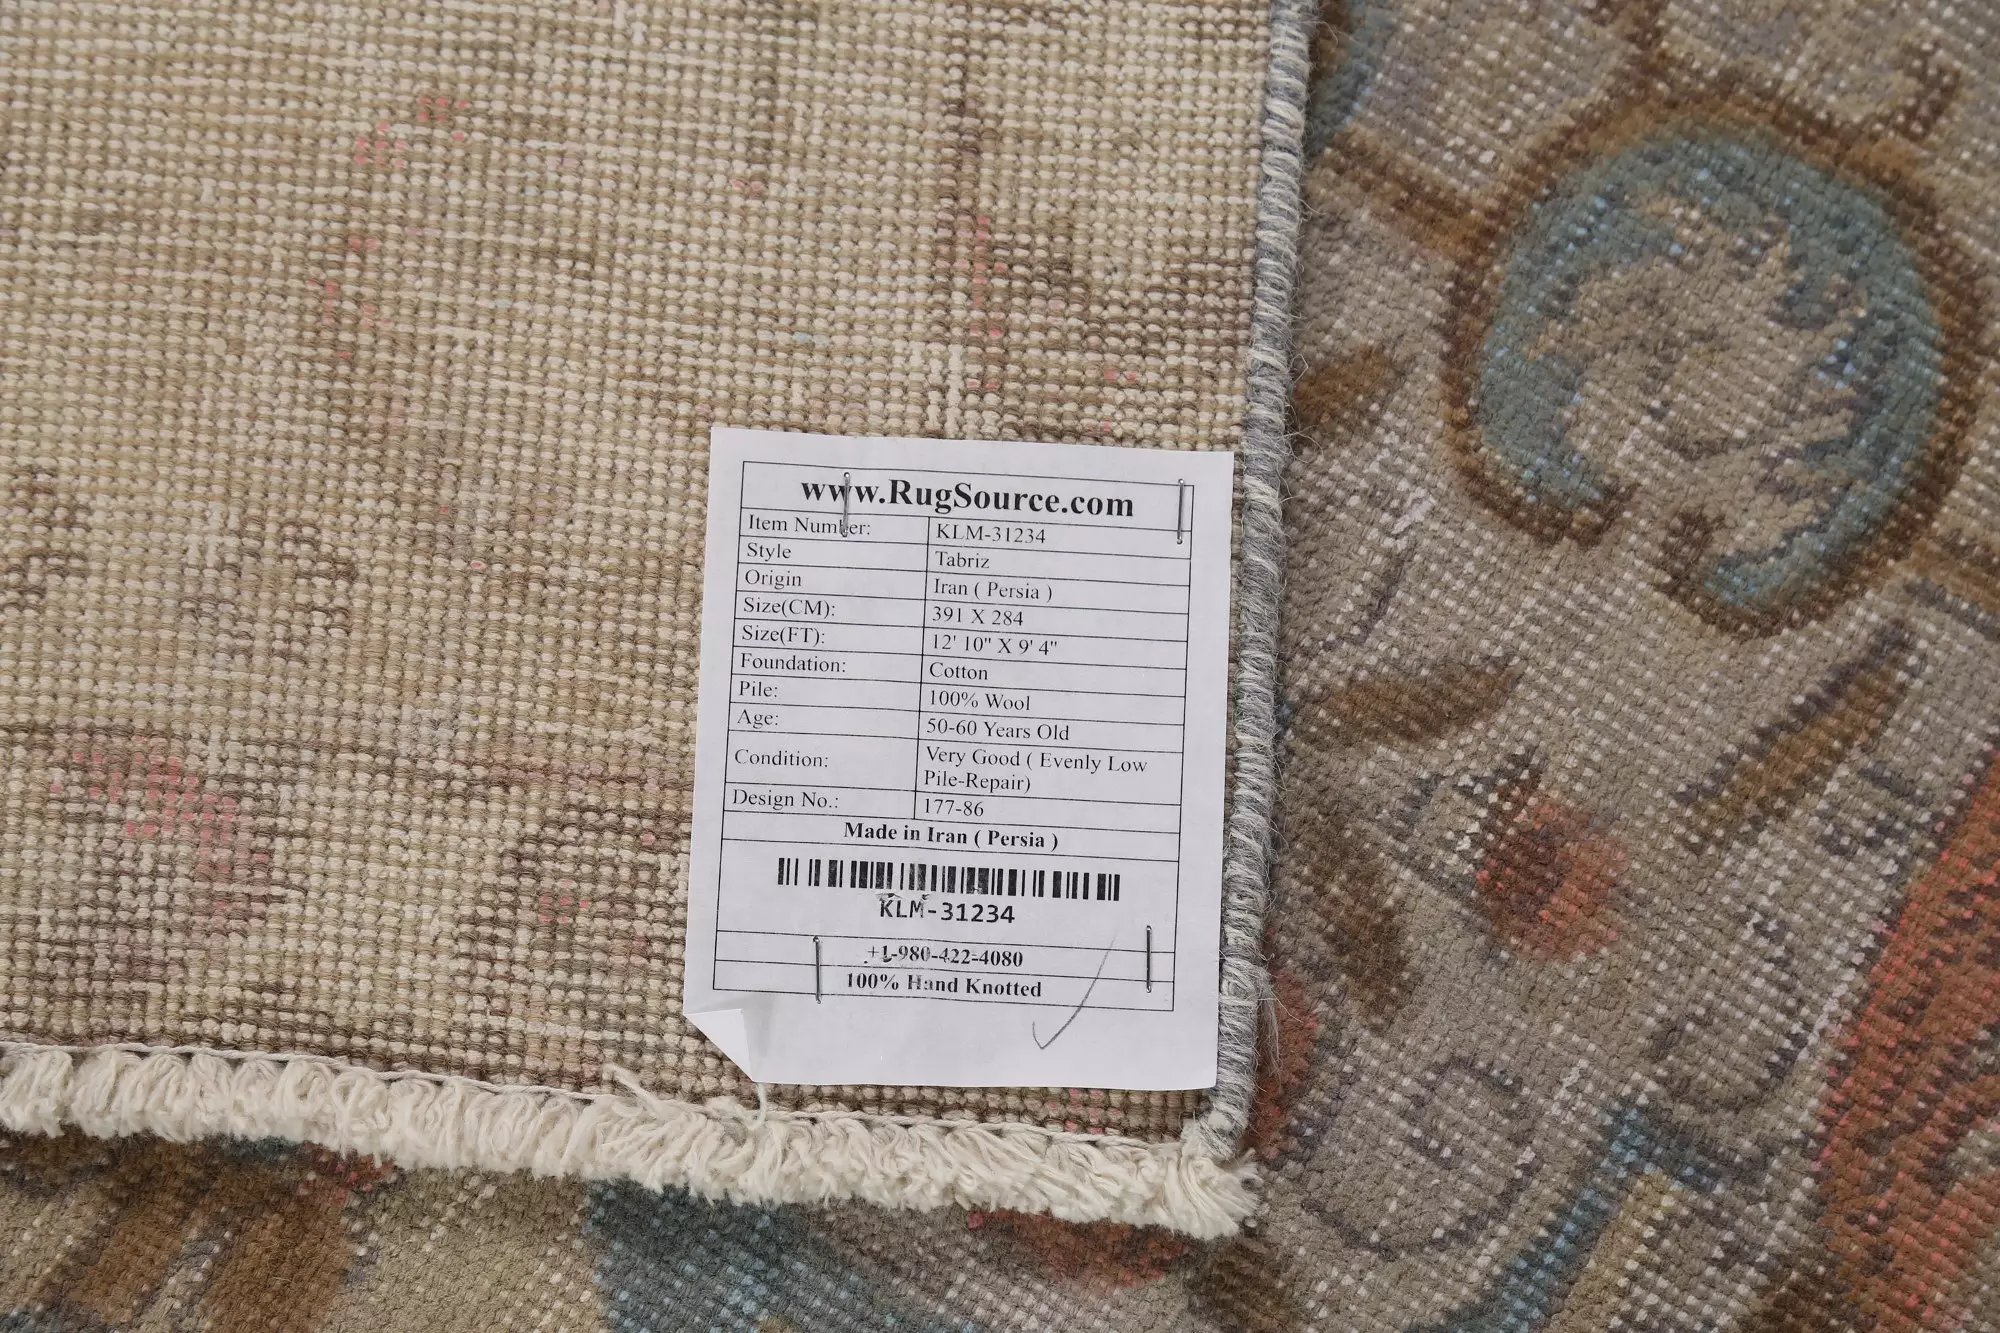 www.RugSource.com
Item Number: KLM-31234
Style Tabriz
Origin Iran ( Persia )
Size(CM): 391 X 284
Size(FT): 12' 10" X 9' 4"
Foundation: Cotton
Pile: 100% Wool
Age: 50-60 Years Old
Condition: Very Good ( Evenly Low
Pile-Repair)
Design No.: 177-86
Made in Iran ( Persia )
KLM-31234
+1-980-422-4080
100% Hand Knotted